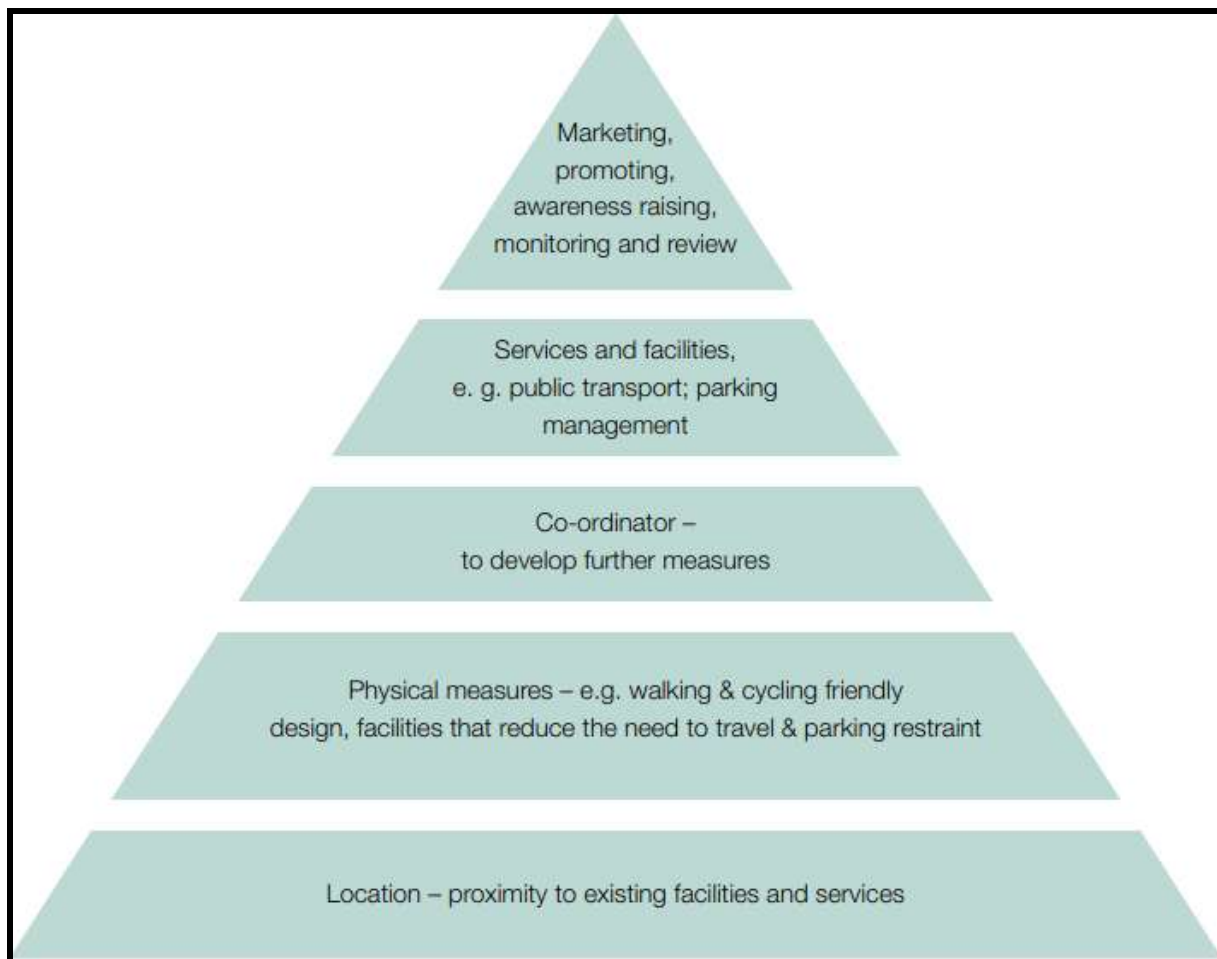 Marketing,
promoting,
awareness raising,
monitoring and review
Services and facilities,
e. g. public transport; parking
management
Co-ordinator –
to develop further measures
Physical measures – e.g. walking & cycling friendly
design, facilities that reduce the need to travel & parking restraint
Location – proximity to existing facilities and services